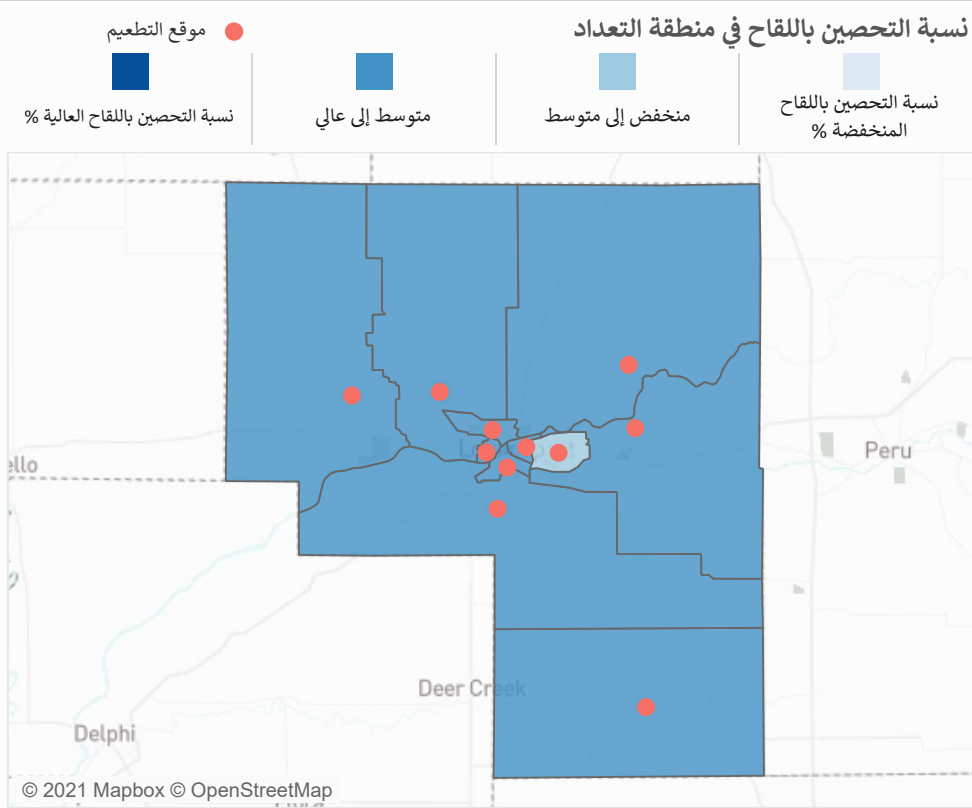 نسبة التحصين باللقاح في منطقة التعداد
موقع التطعيم
نسبة التحصين باللقاح
المنخفضة %
منخفض إلى متوسط
متوسط إلى عالي
نسبة التحصين باللقاح العالية %
ello
Peru
Deer Creek
Delphi
© 2021 Mapbox © OpenStreetMap